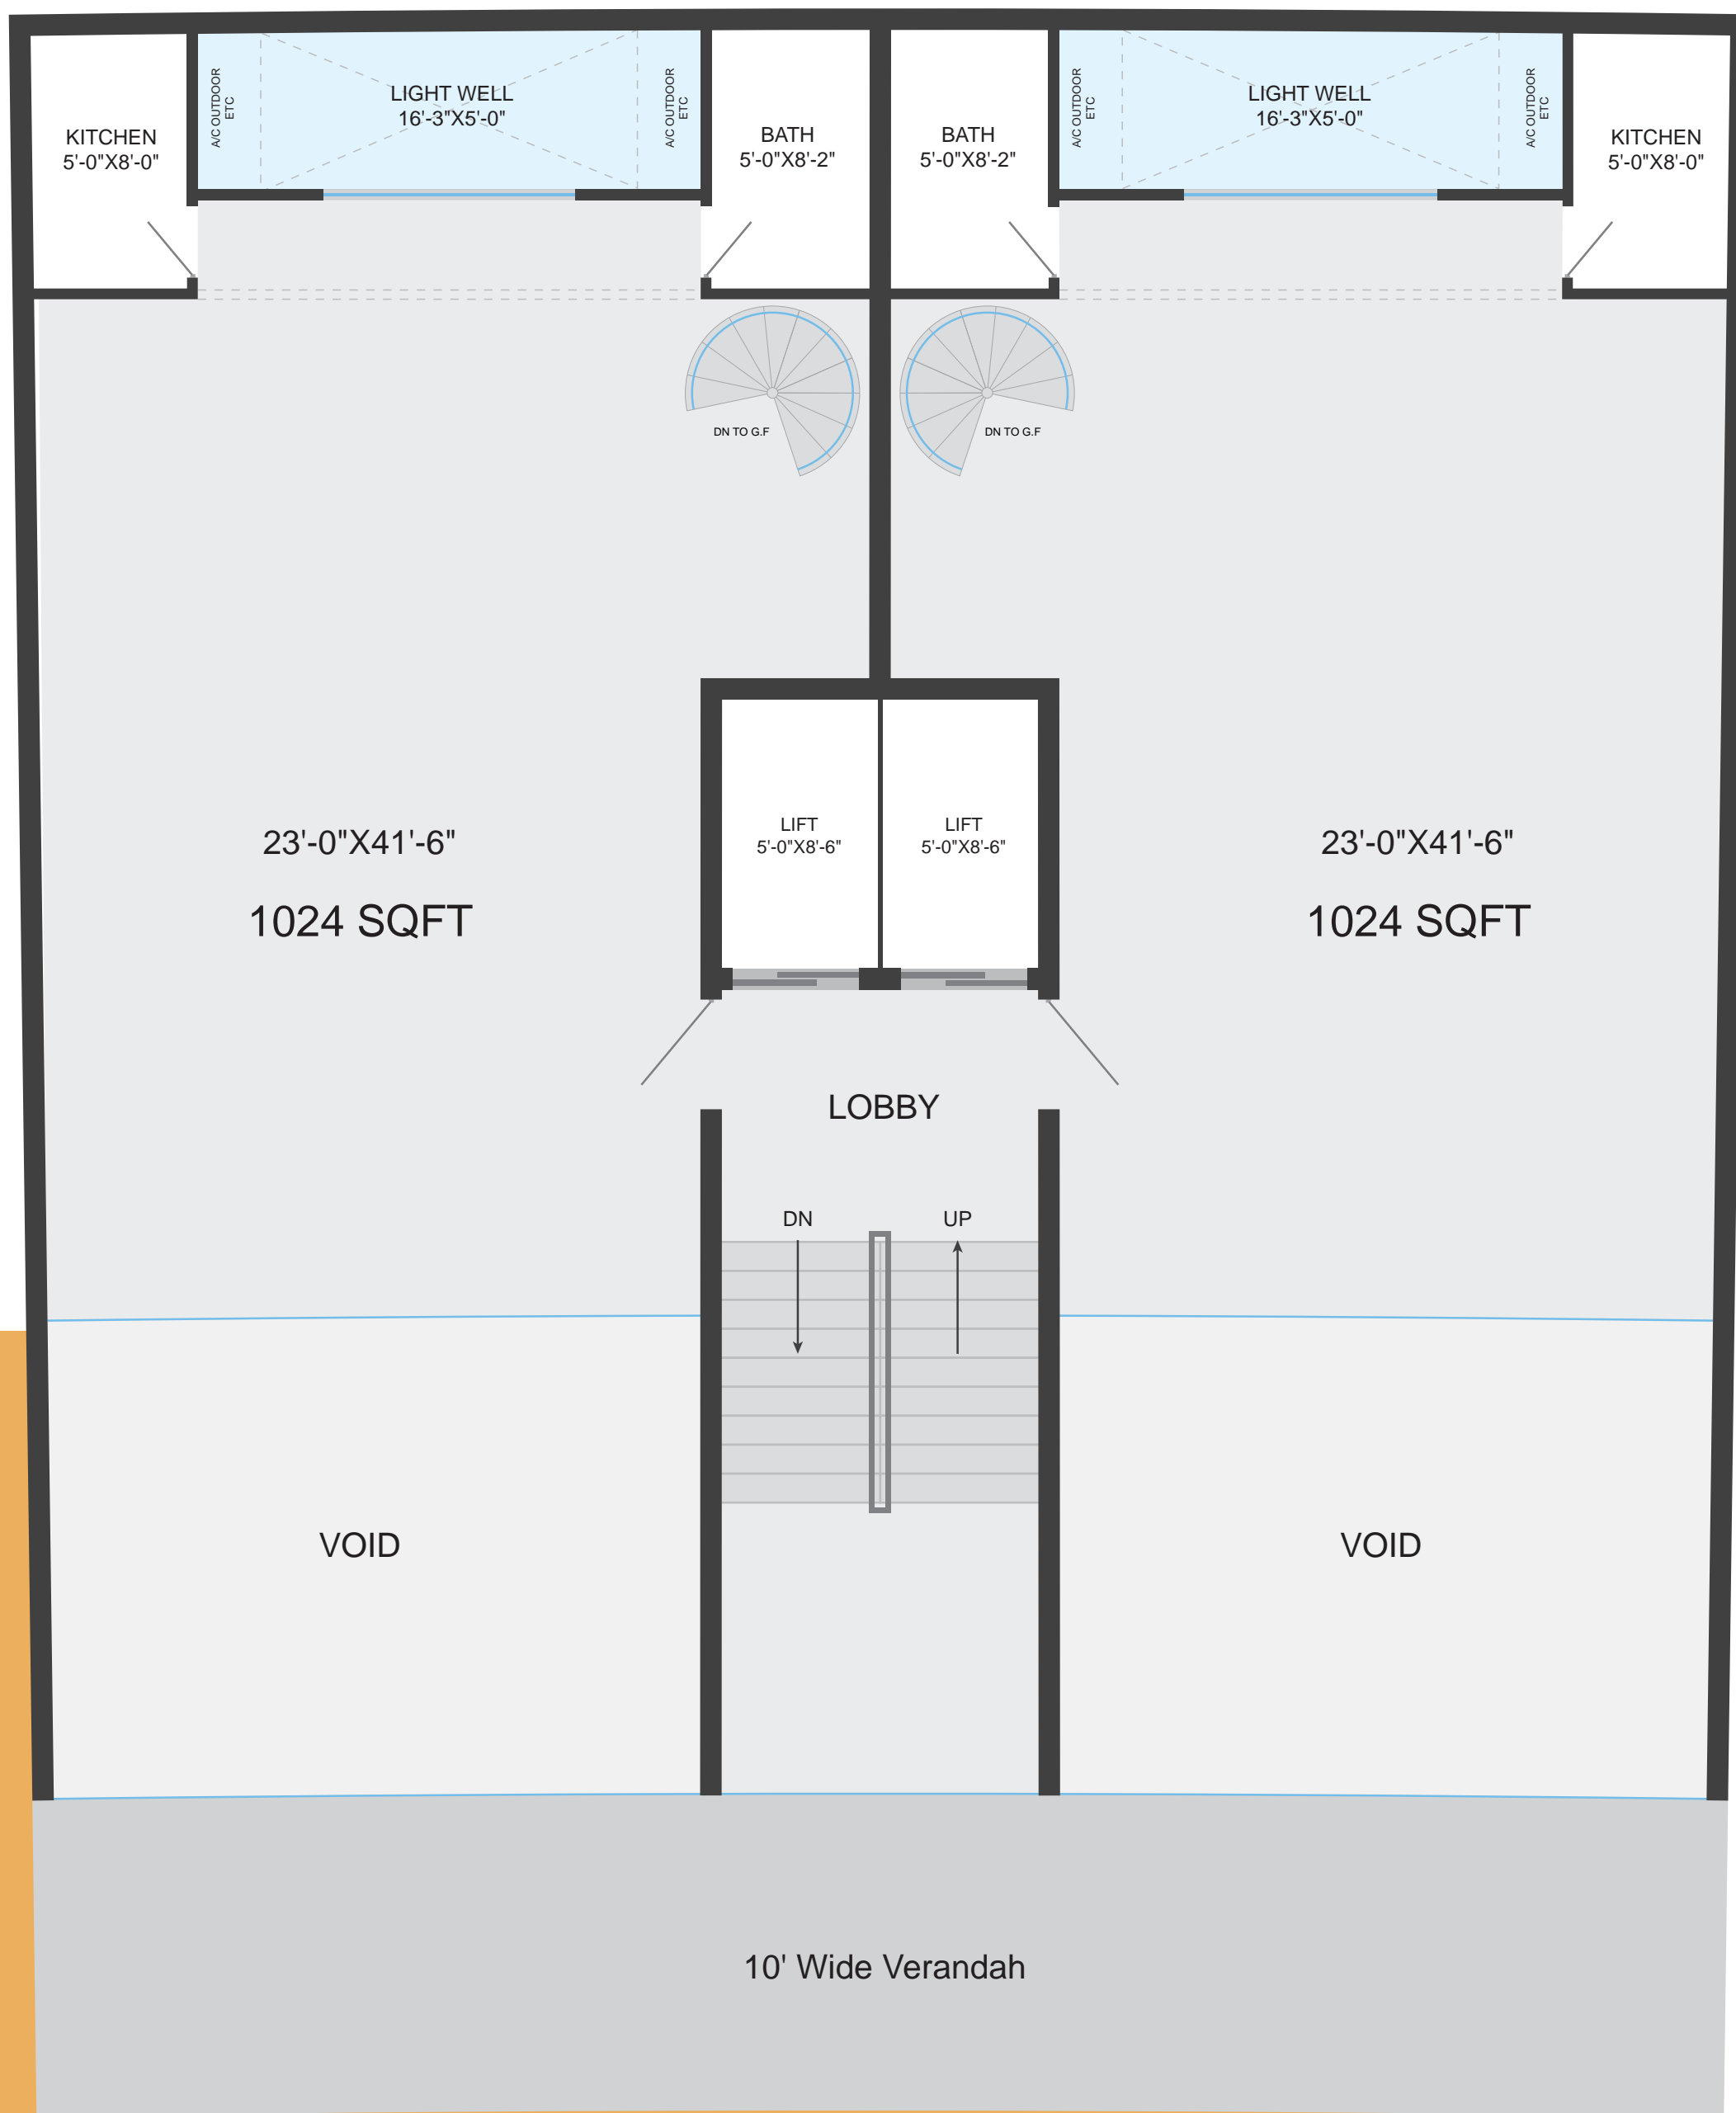 A/C OUTDOOR
ETC
LIGHT WELL
16'-3"X5'-0"
A/C OUTDOOR
ETC
A/C OUTDOOR
ETC
LIGHT WELL
16'-3"X5'-0"
A/C OUTDOOR
ETC
KITCHEN
5'-0"X8'-0"
BATH
5'-0"X8'-2"
BATH
5'-0"X8'-2"
KITCHEN
5'-0"X8'-0"
DN TO G.F
DN TO G.F
LIFT
5'-0"X8'-6"
LIFT
5'-0"X8'-6"
23'-0"X41'-6"
1024 SQFT
23'-0"X41'-6"
1024 SQFT
LOBBY
DN
UP
VOID
VOID
10' Wide Verandah